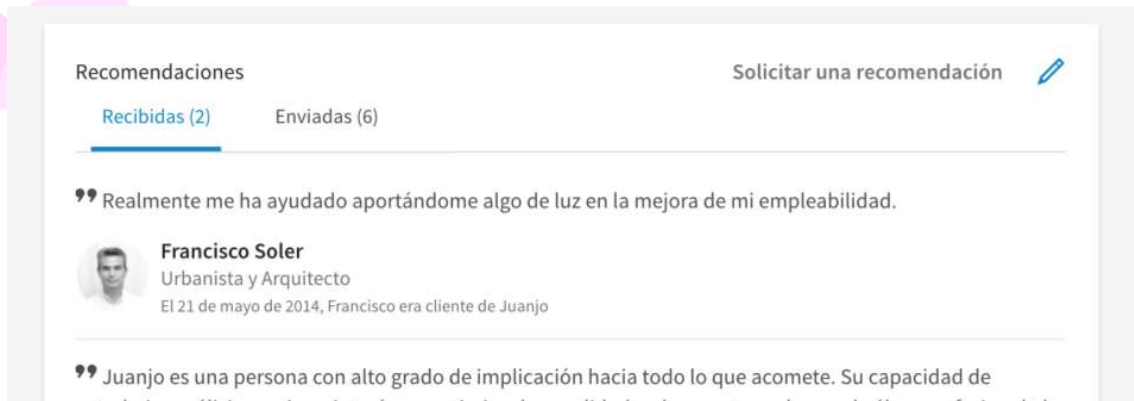 Recomendaciones
Solicitar una recomendación
Recibidas (2)
Enviadas (6)
❞ Realmente me ha ayudado aportándome algo de luz en la mejora de mi empleabilidad.
Francisco Soler
Urbanista y Arquitecto
El 21 de mayo de 2014, Francisco era cliente de Juanjo
❞ Juanjo es una persona con alto grado de implicación hacia todo lo que acomete. Su capacidad de